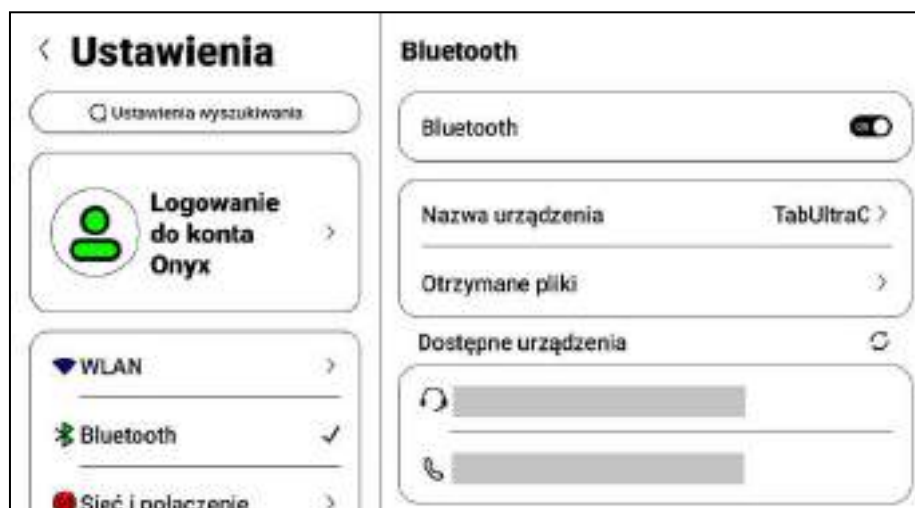 Ustawienia
Ustawienia wyszukiwania
Logowanie
do konta
Onyx
WLAN
Bluetooth
Sieć i połączenie
Bluetooth
Bluetooth
Nazwa urządzenia TabUltraC
Otrzymane pliki
Dostępne urządzenia